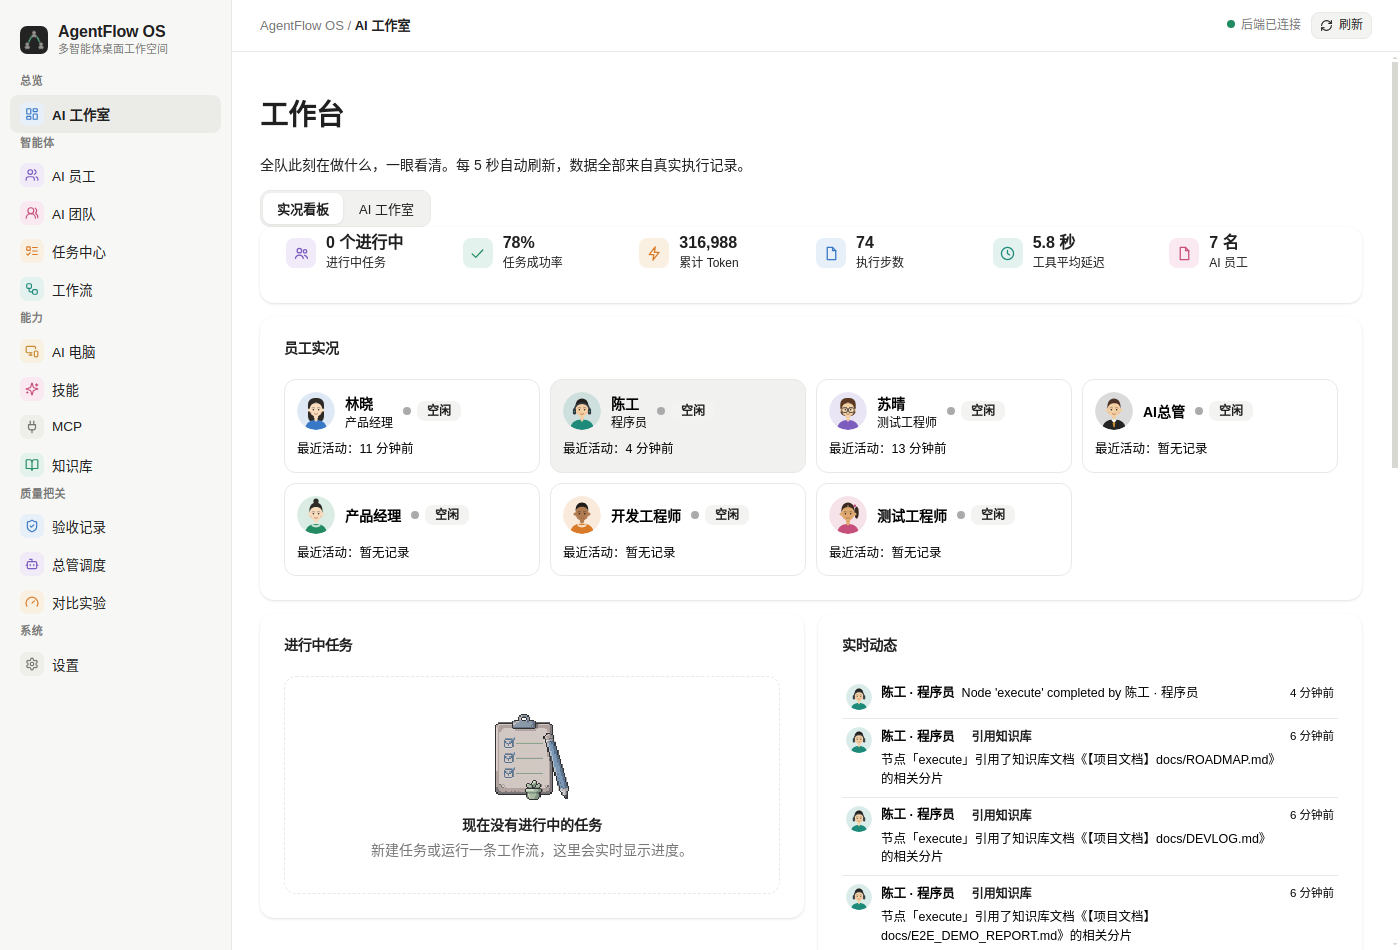 AgentFlow OS
多智能体桌面工作空间
总览
AI 工作室
智能体
AI 员工
AI 团队
任务中心
工作流
能力
AI 电脑
技能
MCP
知识库
质量把关
验收记录
总管调度
对比实验
系统
设置
AgentFlow OS / AI 工作室
后端已连接
刷新
工作台
全队此刻在做什么，一眼看清。每 5 秒自动刷新，数据全部来自真实执行记录。
实况看板
AI 工作室
0 个进行中
进行中任务
78%
任务成功率
316,988
累计 Token
74
执行步数
5.8 秒
工具平均延迟
7 名
AI 员工
员工实况
林晓
产品经理
空闲
最近活动：11 分钟前
陈工
程序员
空闲
最近活动：4 分钟前
苏晴
测试工程师
空闲
最近活动：13 分钟前
AI总管
空闲
最近活动：暂无记录
产品经理
空闲
最近活动：暂无记录
开发工程师
空闲
最近活动：暂无记录
测试工程师
空闲
最近活动：暂无记录
进行中任务
现在没有进行中的任务
新建任务或运行一条工作流，这里会实时显示进度。
实时动态
陈工 · 程序员 Node 'execute' completed by 陈工 · 程序员 4 分钟前
陈工 · 程序员 引用知识库 6 分钟前
节点「execute」引用了知识库文档《【项目文档】docs/ROADMAP.md》
的相关分片
陈工 · 程序员 引用知识库 6 分钟前
节点「execute」引用了知识库文档《【项目文档】docs/DEVLOG.md》
的相关分片
陈工 · 程序员 引用知识库 6 分钟前
节点「execute」引用了知识库文档《【项目文档】
docs/E2E_DEMO_REPORT.md》的相关分片